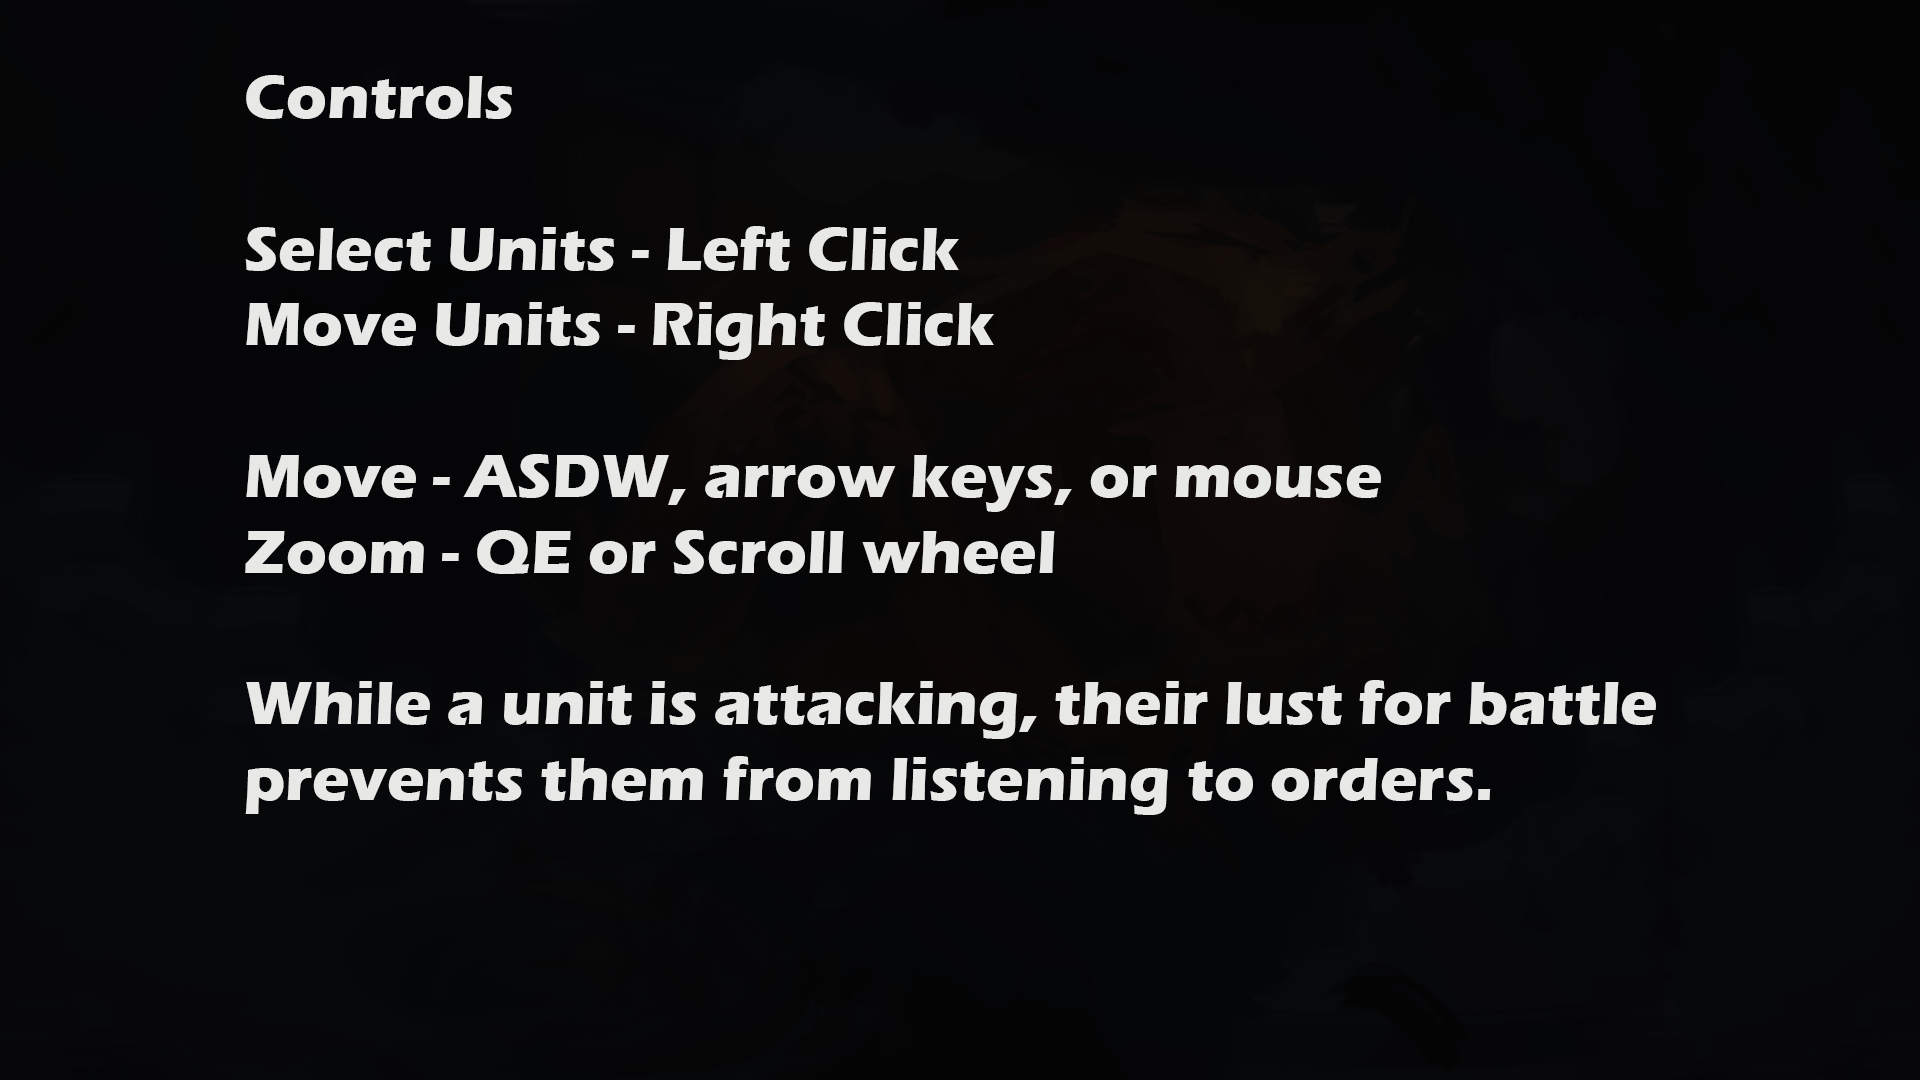 Controls
Select Units - Left Click
Move Units - Right Click
Move - ASDW, arrow keys, or mouse
Zoom - QE or Scroll wheel
While a unit is attacking, their lust for battle
prevents them from listening to orders.